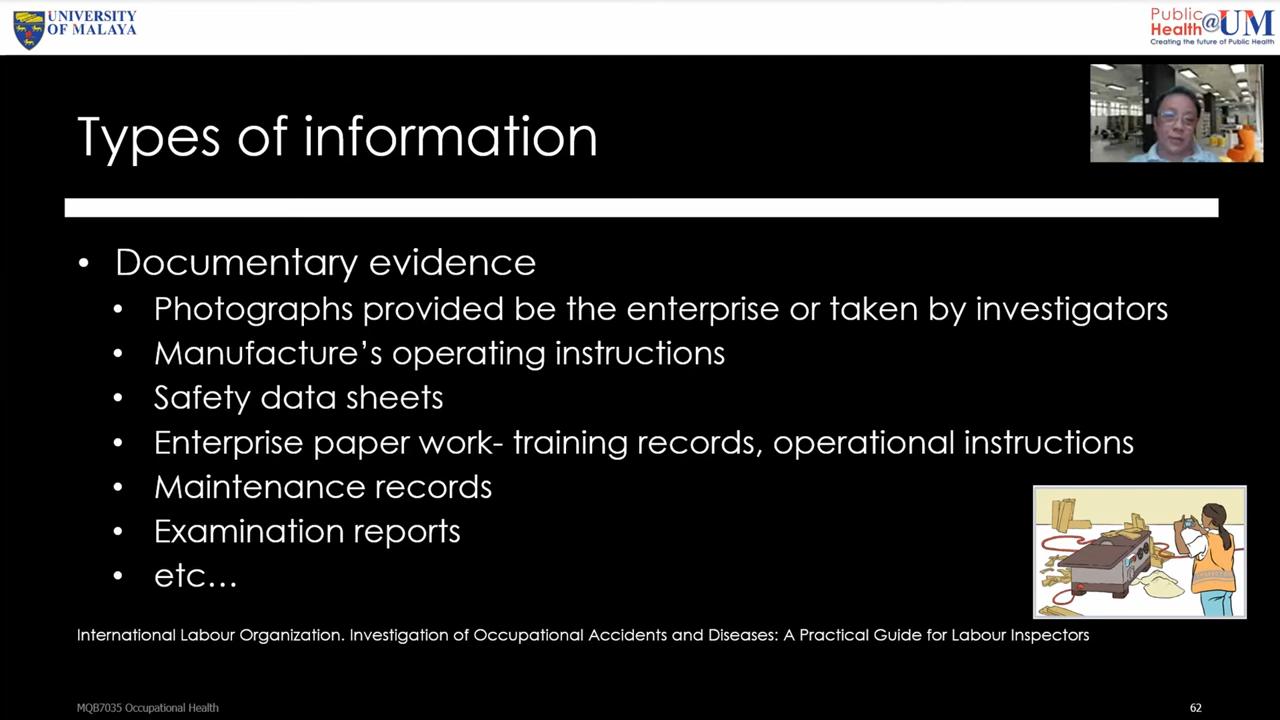 UNIVERSITY
OF MALAYA
Public
Health@UM
Creating the future of Public Health
Types of information
• Documentary evidence
• Photographs provided be the enterprise or taken by investigators
• Manufacture’s operating instructions
• Safety data sheets
• Enterprise paper work- training records, operational instructions
• Maintenance records
• Examination reports
• etc...
International Labour Organization. Investigation of Occupational Accidents and Diseases: A Practical Guide for Labour Inspectors
MQB7035 Occupational Health
62